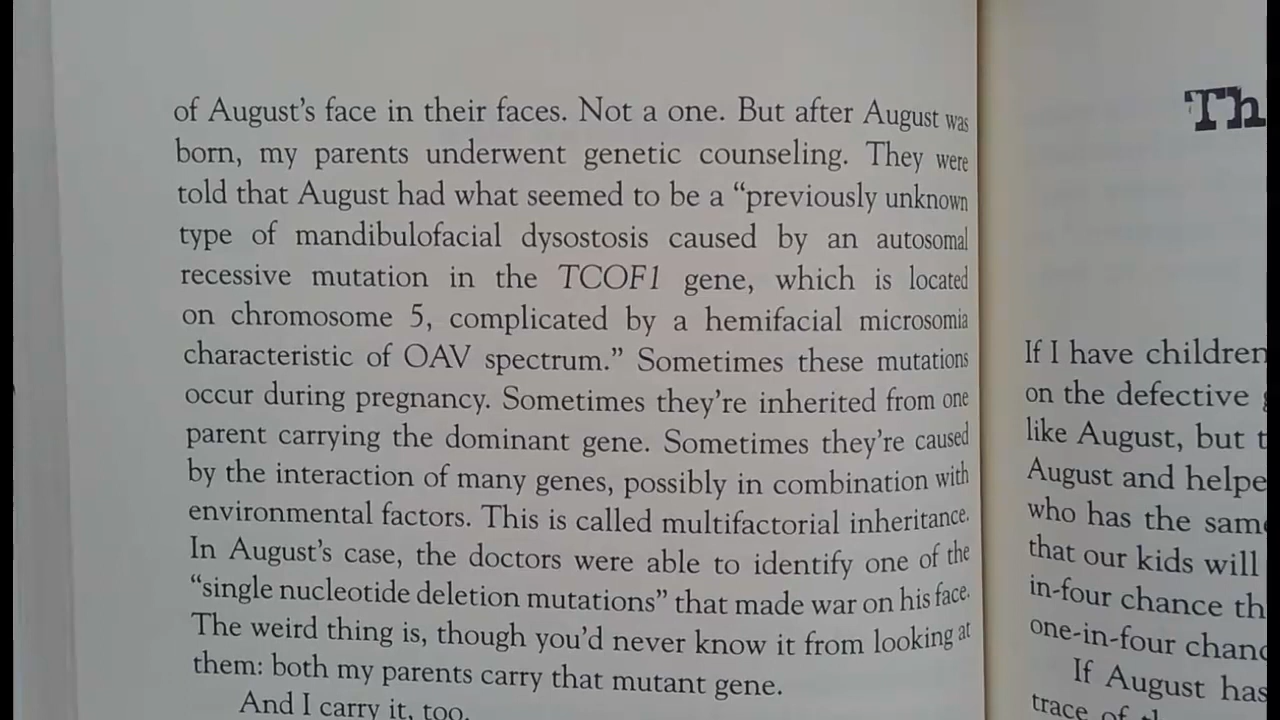 of August's face in their faces. Not a one. But after August was
born, my parents underwent genetic counseling. They were
told that August had what seemed to be a “previously unknown
type of mandibulofacial dysostosis caused by an autosomal
recessive mutation in the TCOF1 gene, which is located
on chromosome 5, complicated by a hemifacial microsomia
characteristic of OAV spectrum.” Sometimes these mutations
occur during pregnancy. Sometimes they're inherited from one
parent carrying the dominant gene. Sometimes they're caused
by the interaction of many genes, possibly in combination with
environmental factors. This is called multifactorial inheritance.
In August's case, the doctors were able to identify one of the
“single nucleotide deletion mutations” that made war on his face.
The weird thing is, though you'd never know it from looking at
them: both my parents carry that mutant gene.
And I carry it, too.
Th
If I have children
on the defective
like August, but t
August and helpe
who has the sam
that our kids will
in-four chance th
one-in-four chanc
If August has
trace of